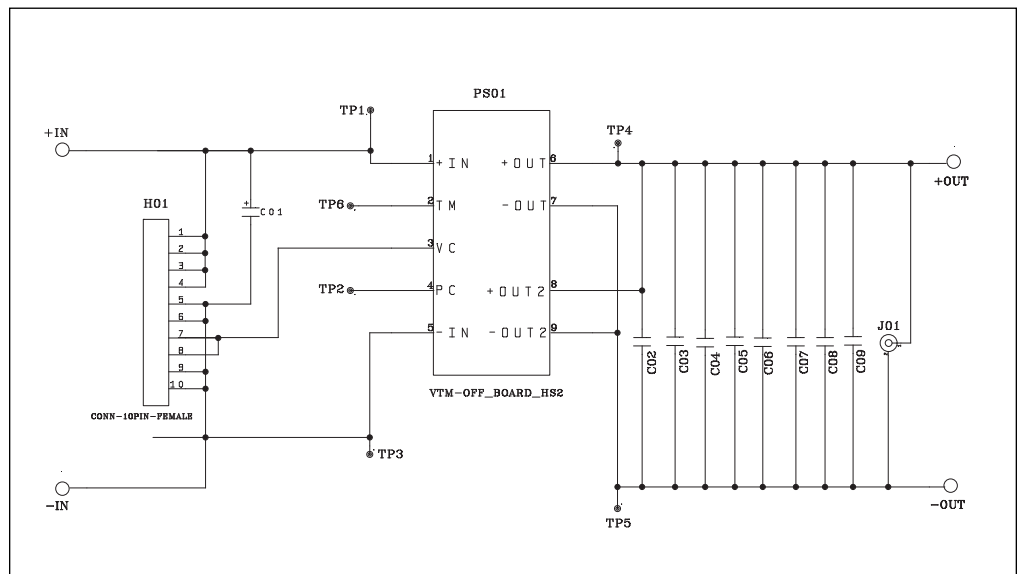 PS01
TP1
TP4
+IN
1 +IN +OUT 6
+OUT
H01
C01
TP6
2 TM -OUT 7
1
2
3
4
3 VC
TP2
4 PC +OUT2 8
5
6
7
8
9
10
5 -IN -OUT2 9
J01
1
2
C02
C03
C04
C05
C06
C07
C08
C09
VTM-OFF_BOARD_HS2
CONN-10PIN-FEMALE
TP3
-IN
-OUT
TP5